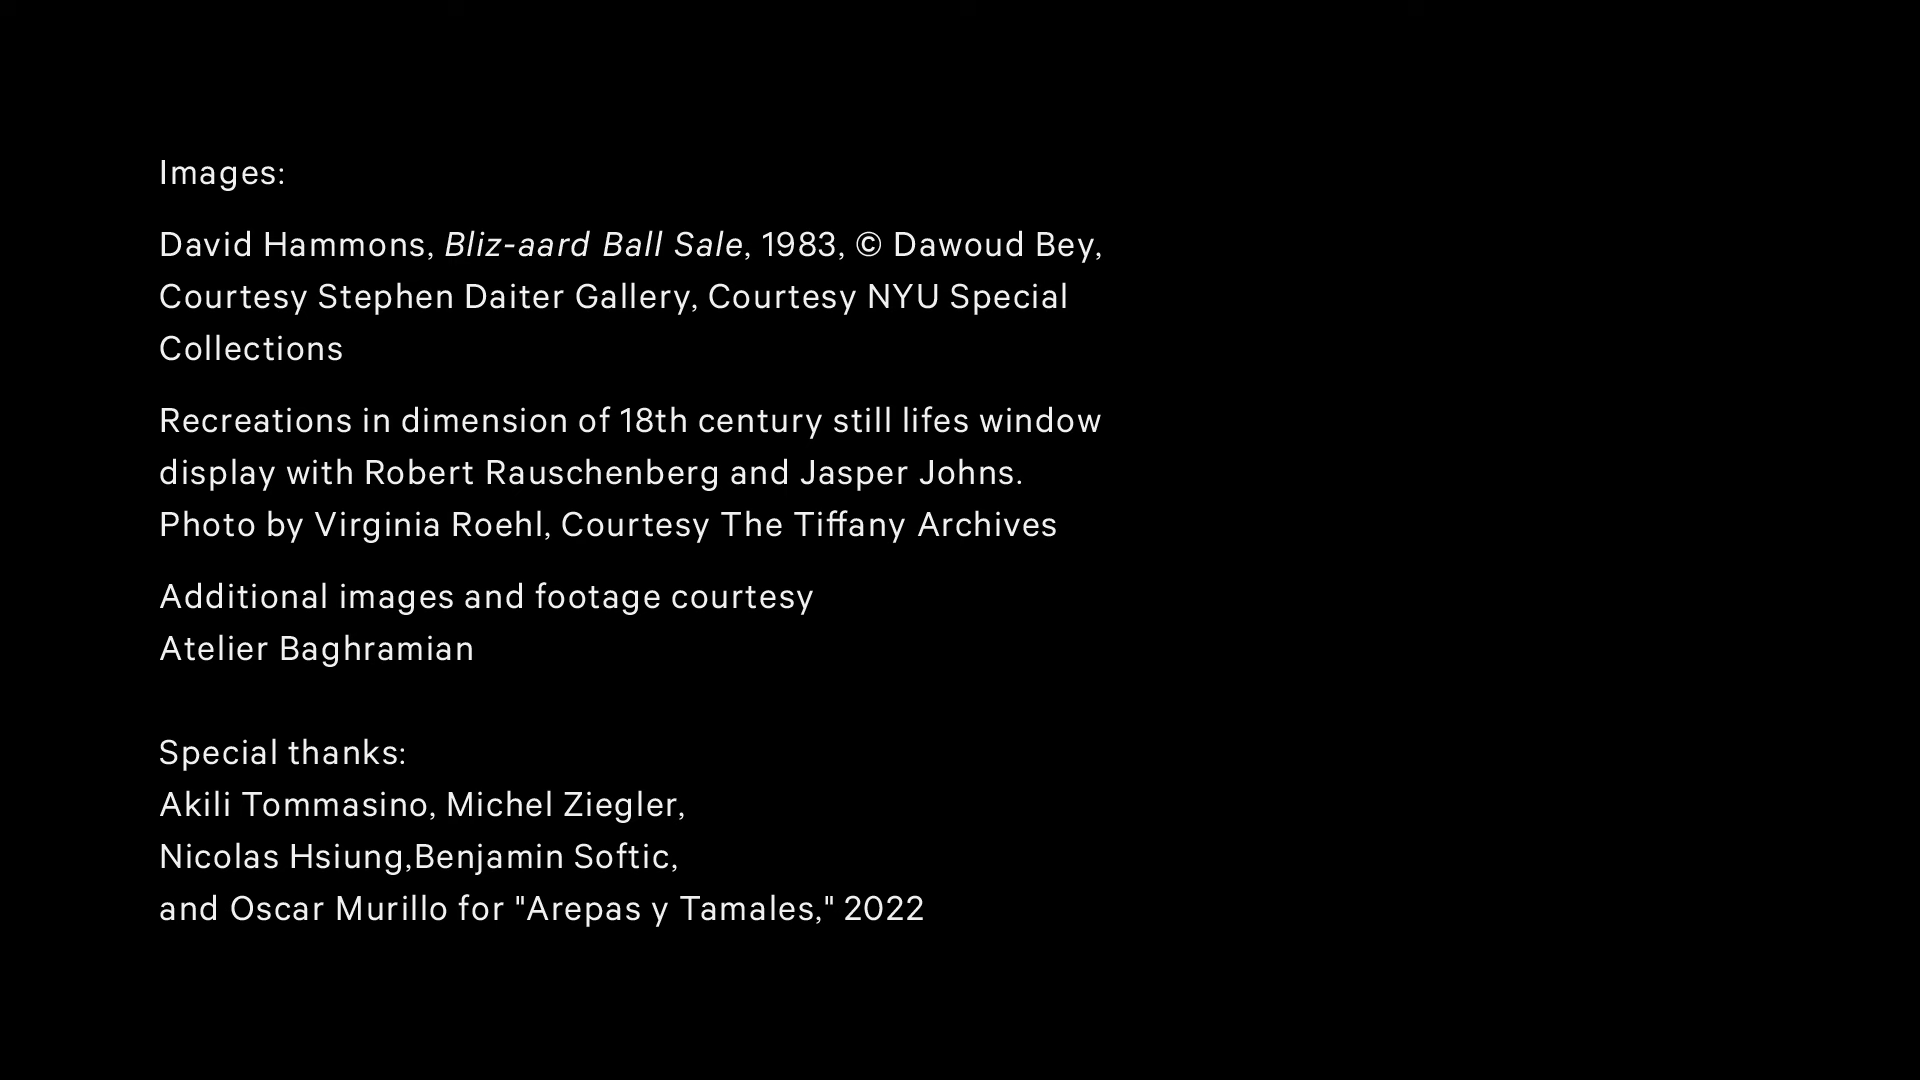 Images:
David Hammons, Bliz-aard Ball Sale, 1983, © Dawoud Bey,
Courtesy Stephen Daiter Gallery, Courtesy NYU Special
Collections
Recreations in dimension of 18th century still lifes window
display with Robert Rauschenberg and Jasper Johns.
Photo by Virginia Roehl, Courtesy The Tiffany Archives
Additional images and footage courtesy
Atelier Baghramian
Special thanks:
Akili Tommasino, Michel Ziegler,
Nicolas Hsiung,Benjamin Softic,
and Oscar Murillo for "Arepas y Tamales," 2022